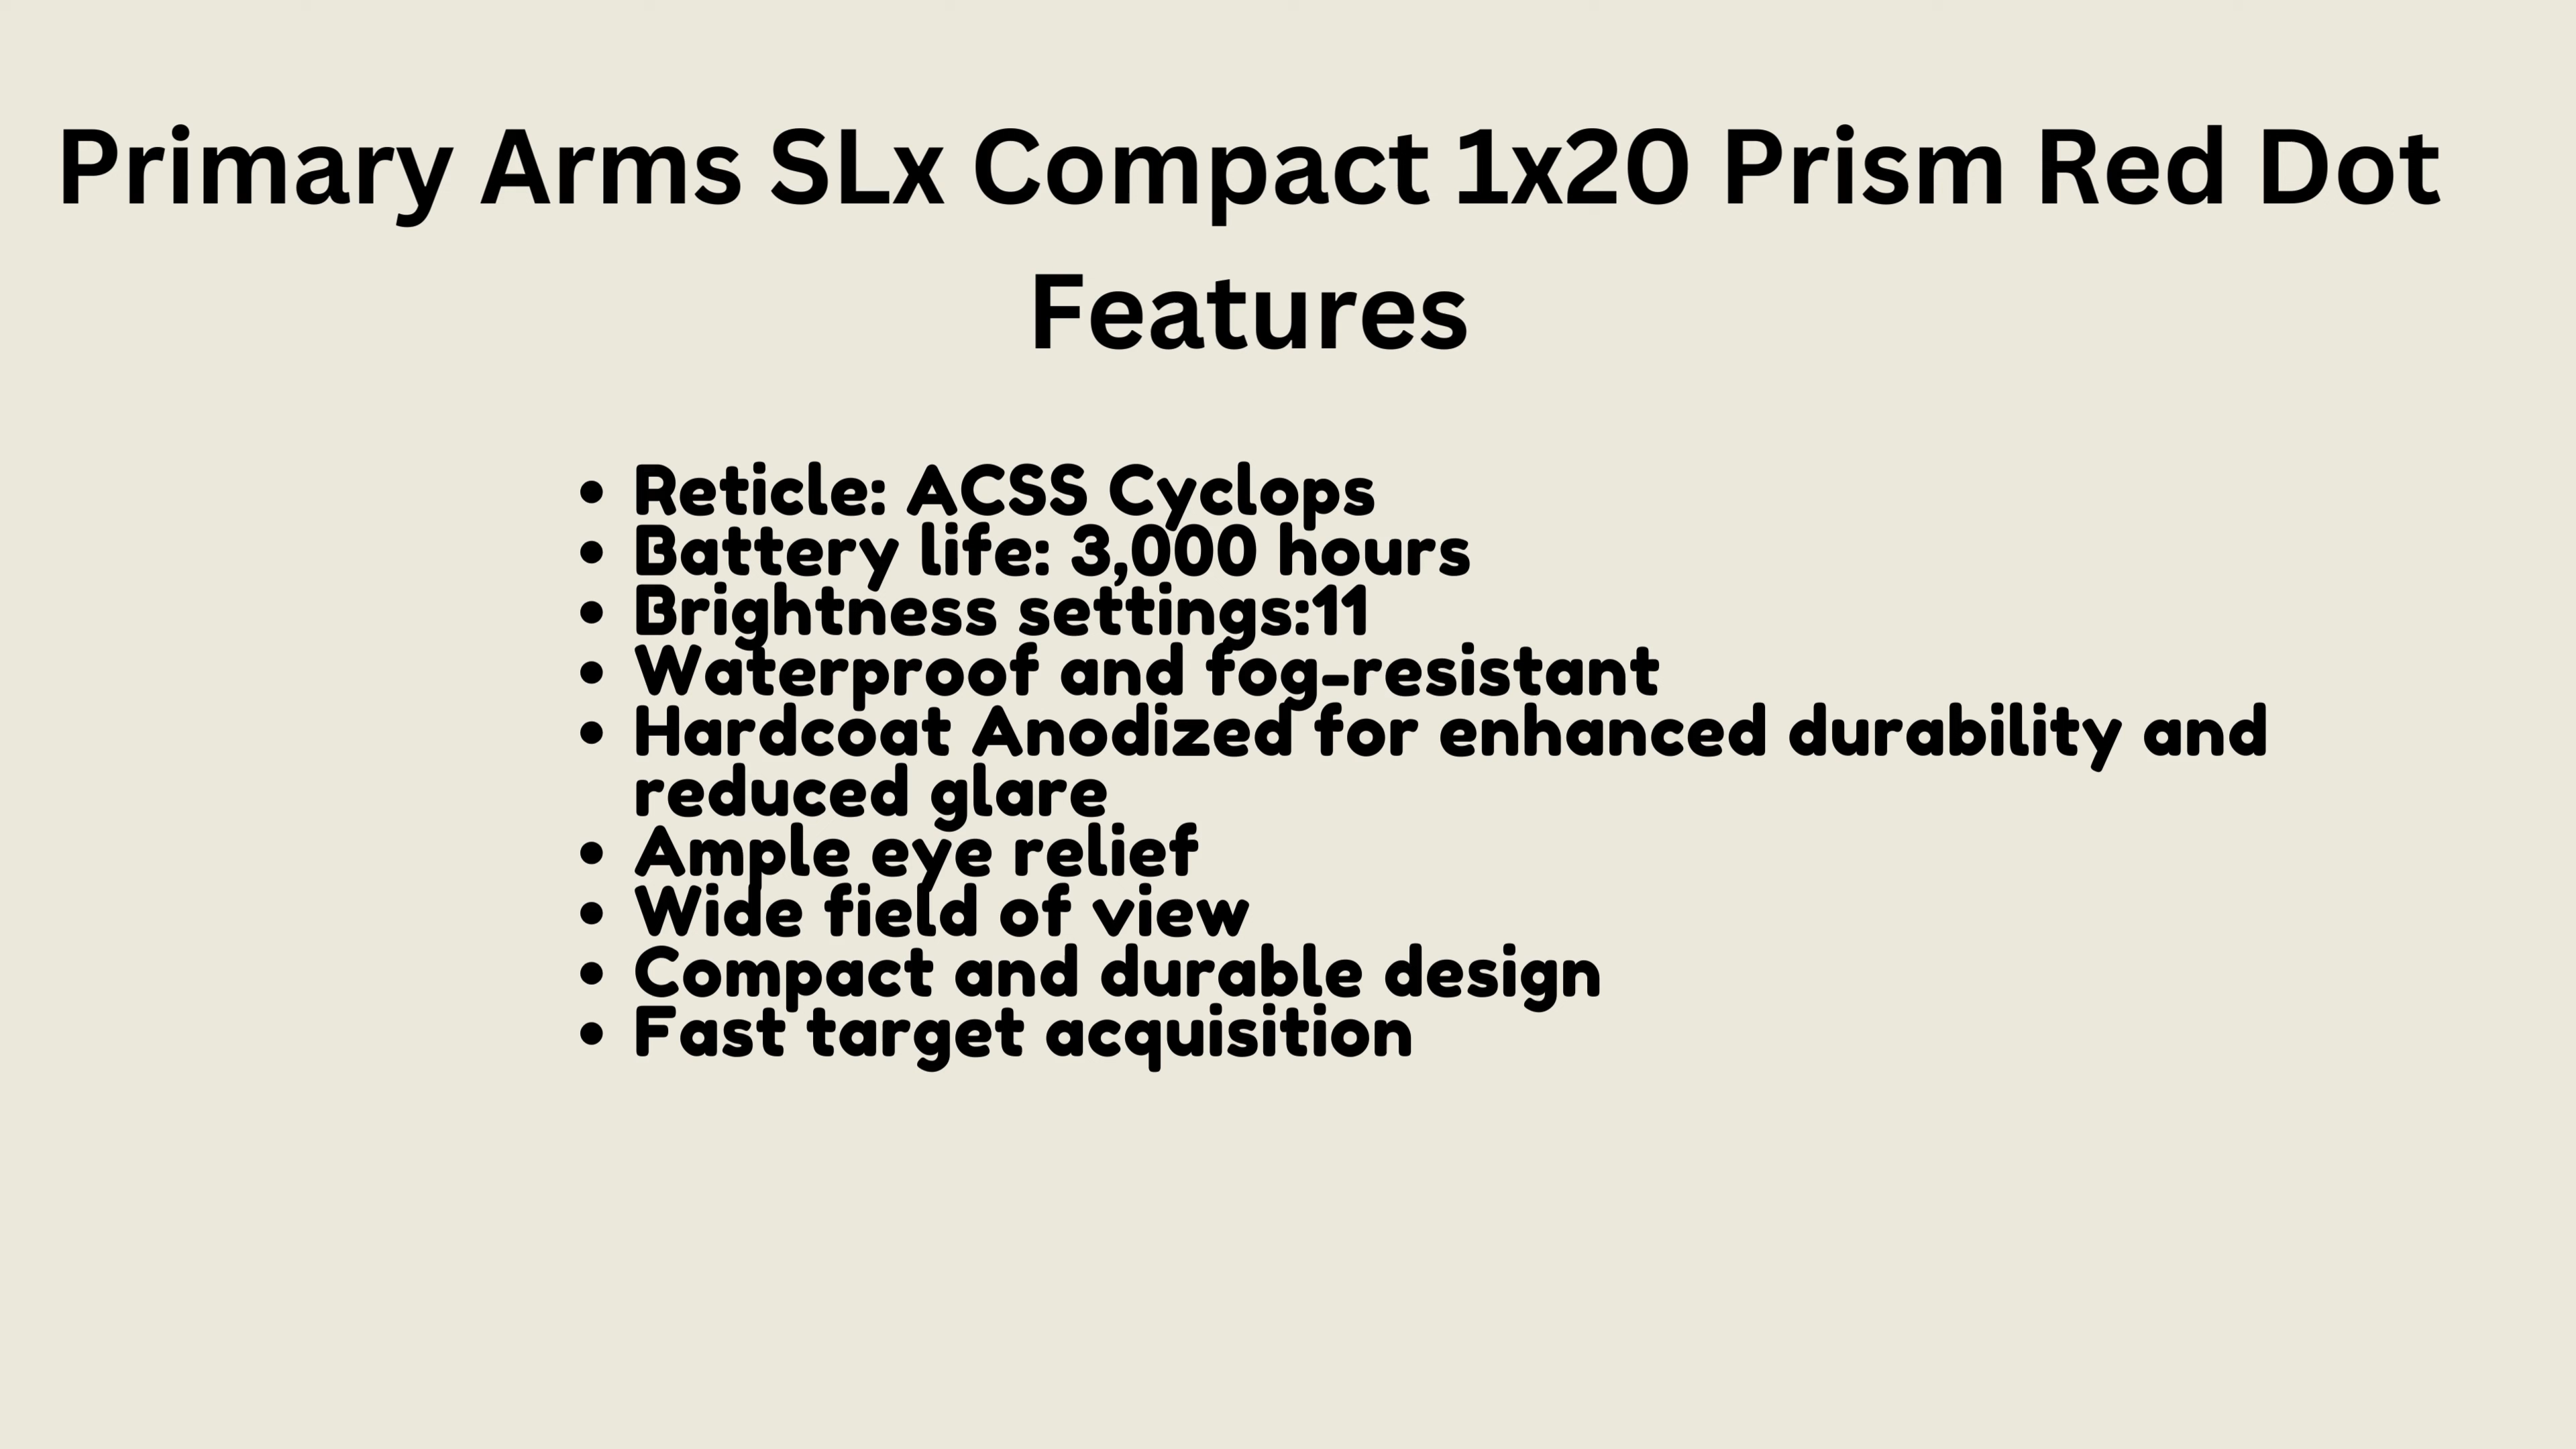 Primary Arms SLx Compact 1x20 Prism Red Dot
Features
• Reticle: ACSS Cyclops
• Battery life: 3,000 hours
• Brightness settings:11
• Waterproof and fog-resistant
• Hardcoat Anodized for enhanced durability and
reduced glare
• Ample eye relief
• Wide field of view
• Compact and durable design
• Fast target acquisition